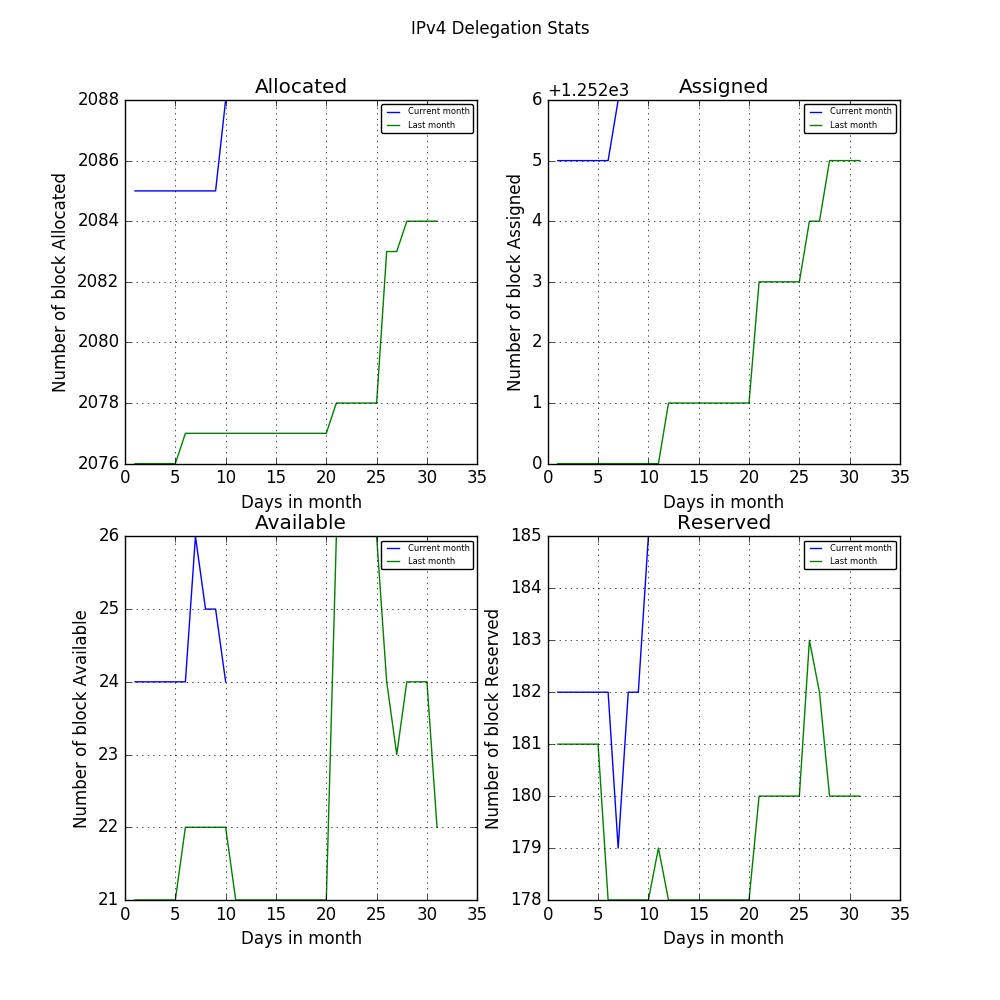 IPv4 Delegation Stats
Allocated
2088
2086
2084
2082
2080
2078
2076
Number of block Allocated
0 5 10 15 20 25 30 35
Days in month
Current month
Last month
+1.252e3
Assigned
6
5
4
3
2
1
0
Number of block Assigned
0 5 10 15 20 25 30 35
Days in month
Current month
Last month
Available
26
25
24
23
22
21
Number of block Available
0 5 10 15 20 25 30 35
Days in month
Current month
Last month
Reserved
185
184
183
182
181
180
179
178
Number of block Reserved
0 5 10 15 20 25 30 35
Days in month
Current month
Last month